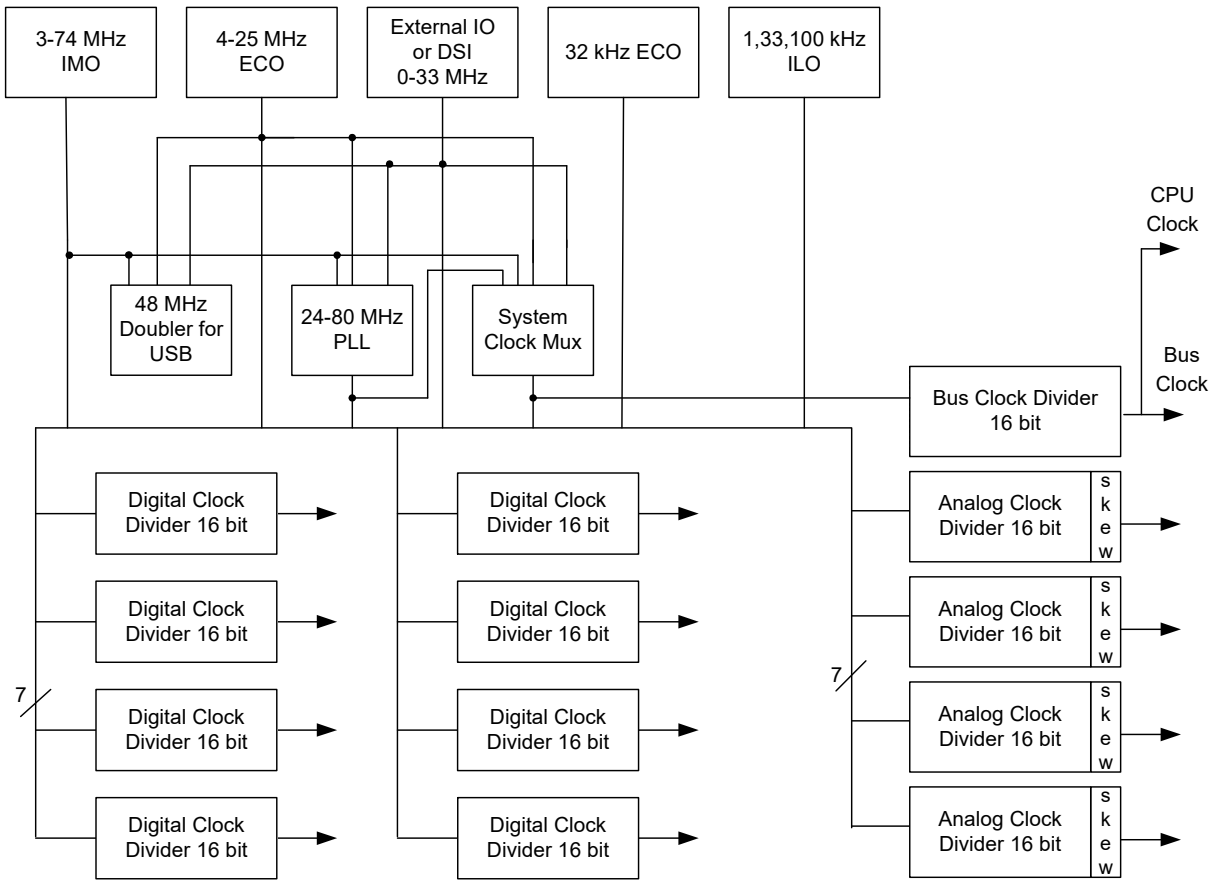 3-74 MHz
IMO
4-25 MHz
ECO
External IO
or DSI
0-33 MHz
32 kHz ECO
1,33,100 kHz
ILO
CPU
Clock
48 MHz
Doubler for
USB
24-80 MHz
PLL
System
Clock Mux
Bus
Clock
Bus Clock Divider
16 bit
Digital Clock
Divider 16 bit
Digital Clock
Divider 16 bit
Analog Clock
Divider 16 bit
s
k
e
w
Digital Clock
Divider 16 bit
Digital Clock
Divider 16 bit
Analog Clock
Divider 16 bit
s
k
e
w
7
7
Digital Clock
Divider 16 bit
Digital Clock
Divider 16 bit
Analog Clock
Divider 16 bit
s
k
e
w
Digital Clock
Divider 16 bit
Digital Clock
Divider 16 bit
Analog Clock
Divider 16 bit
s
k
e
w